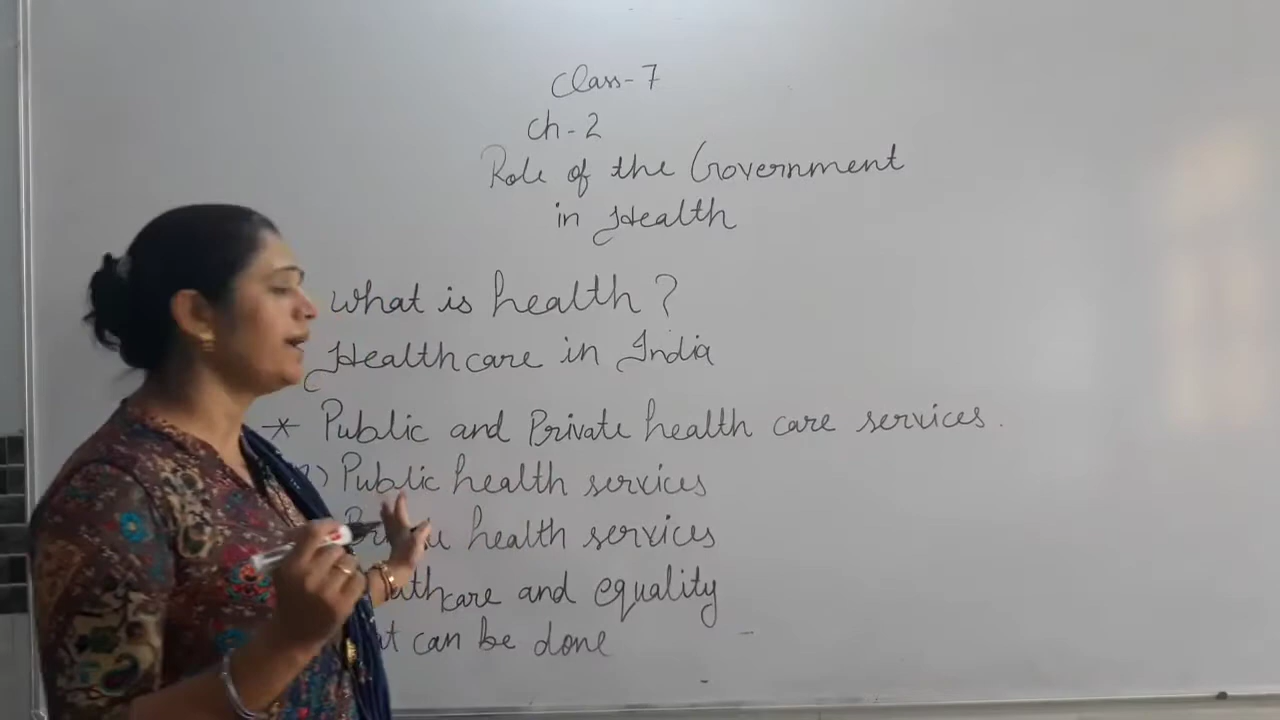 Class-7
Ch-2
Role of the Government
in Health
What is health?
Healthcare in India
* Public and Private health care services.
Public health services
health services
care and equality
can be done